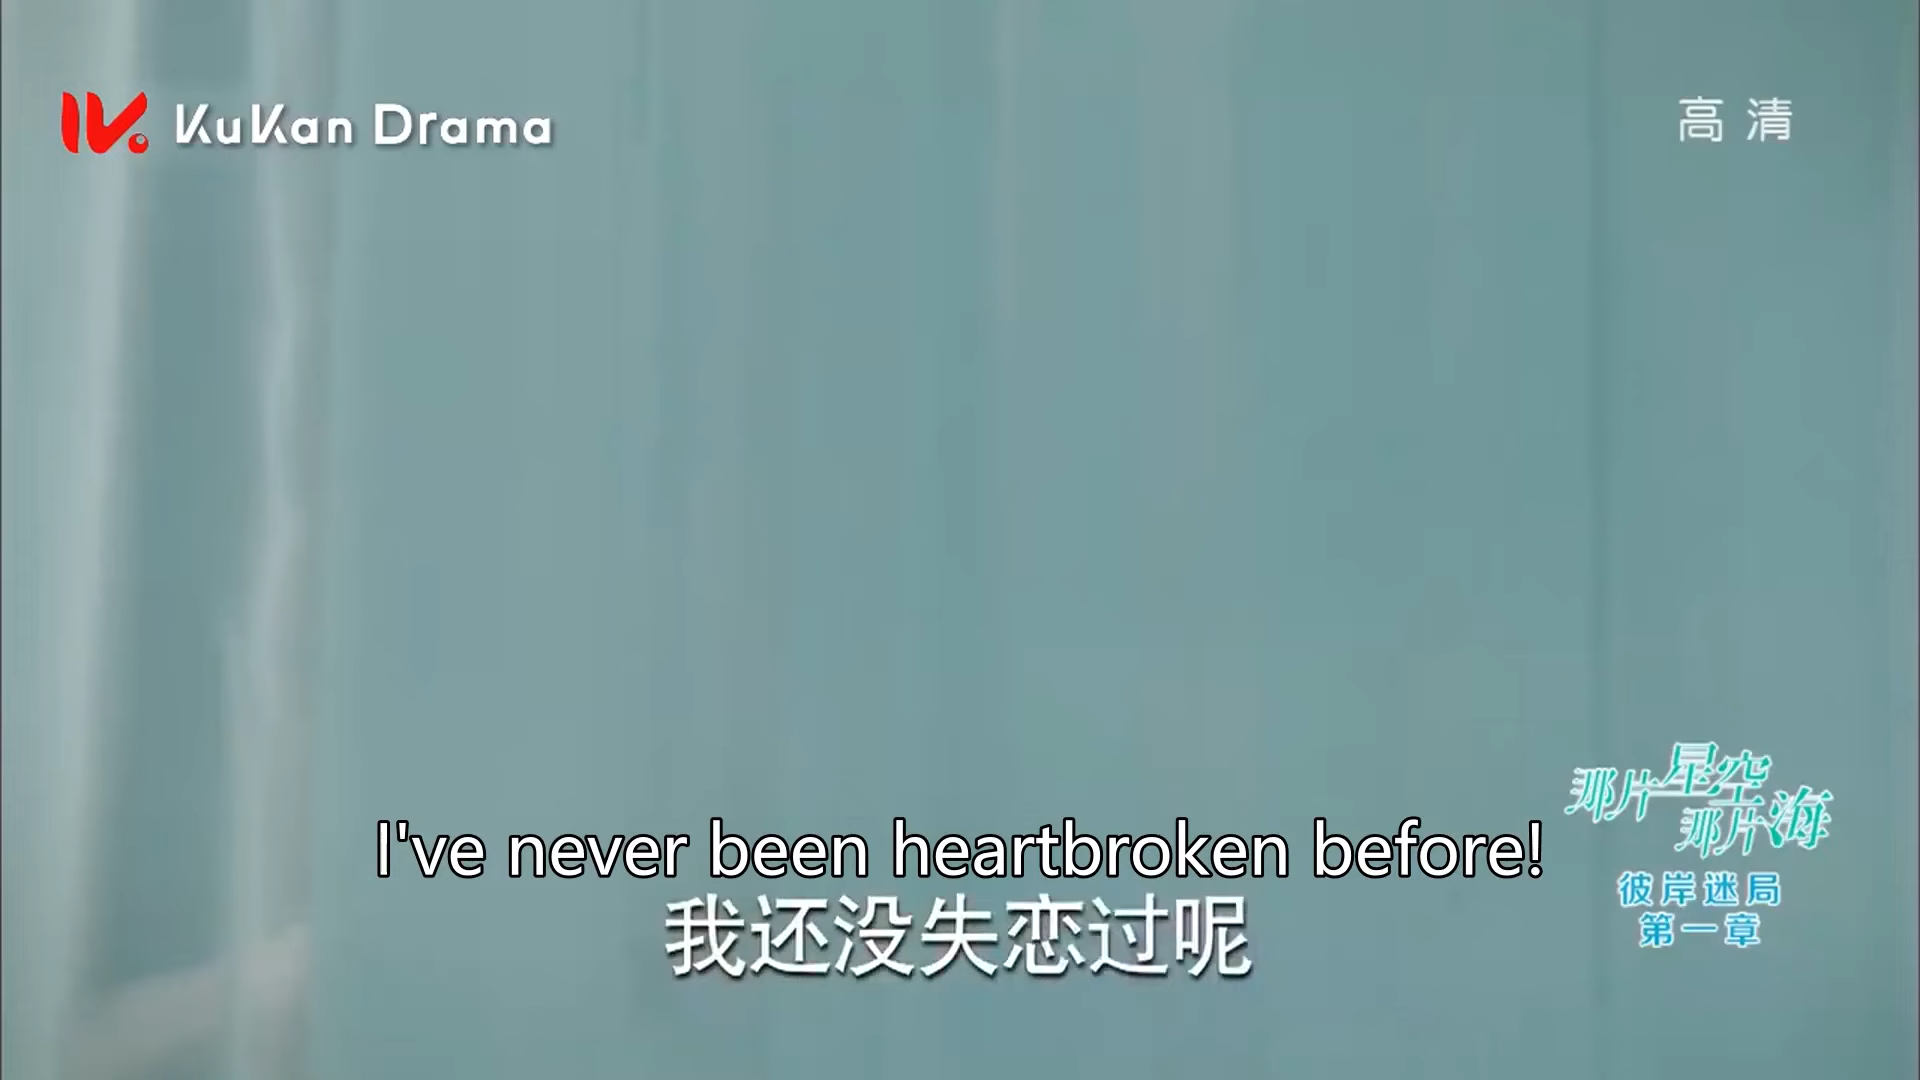 KuKan Drama
高清
那片星空
那片海
I've never been heartbroken before!
彼岸迷局
我还没失恋过呢
第一章